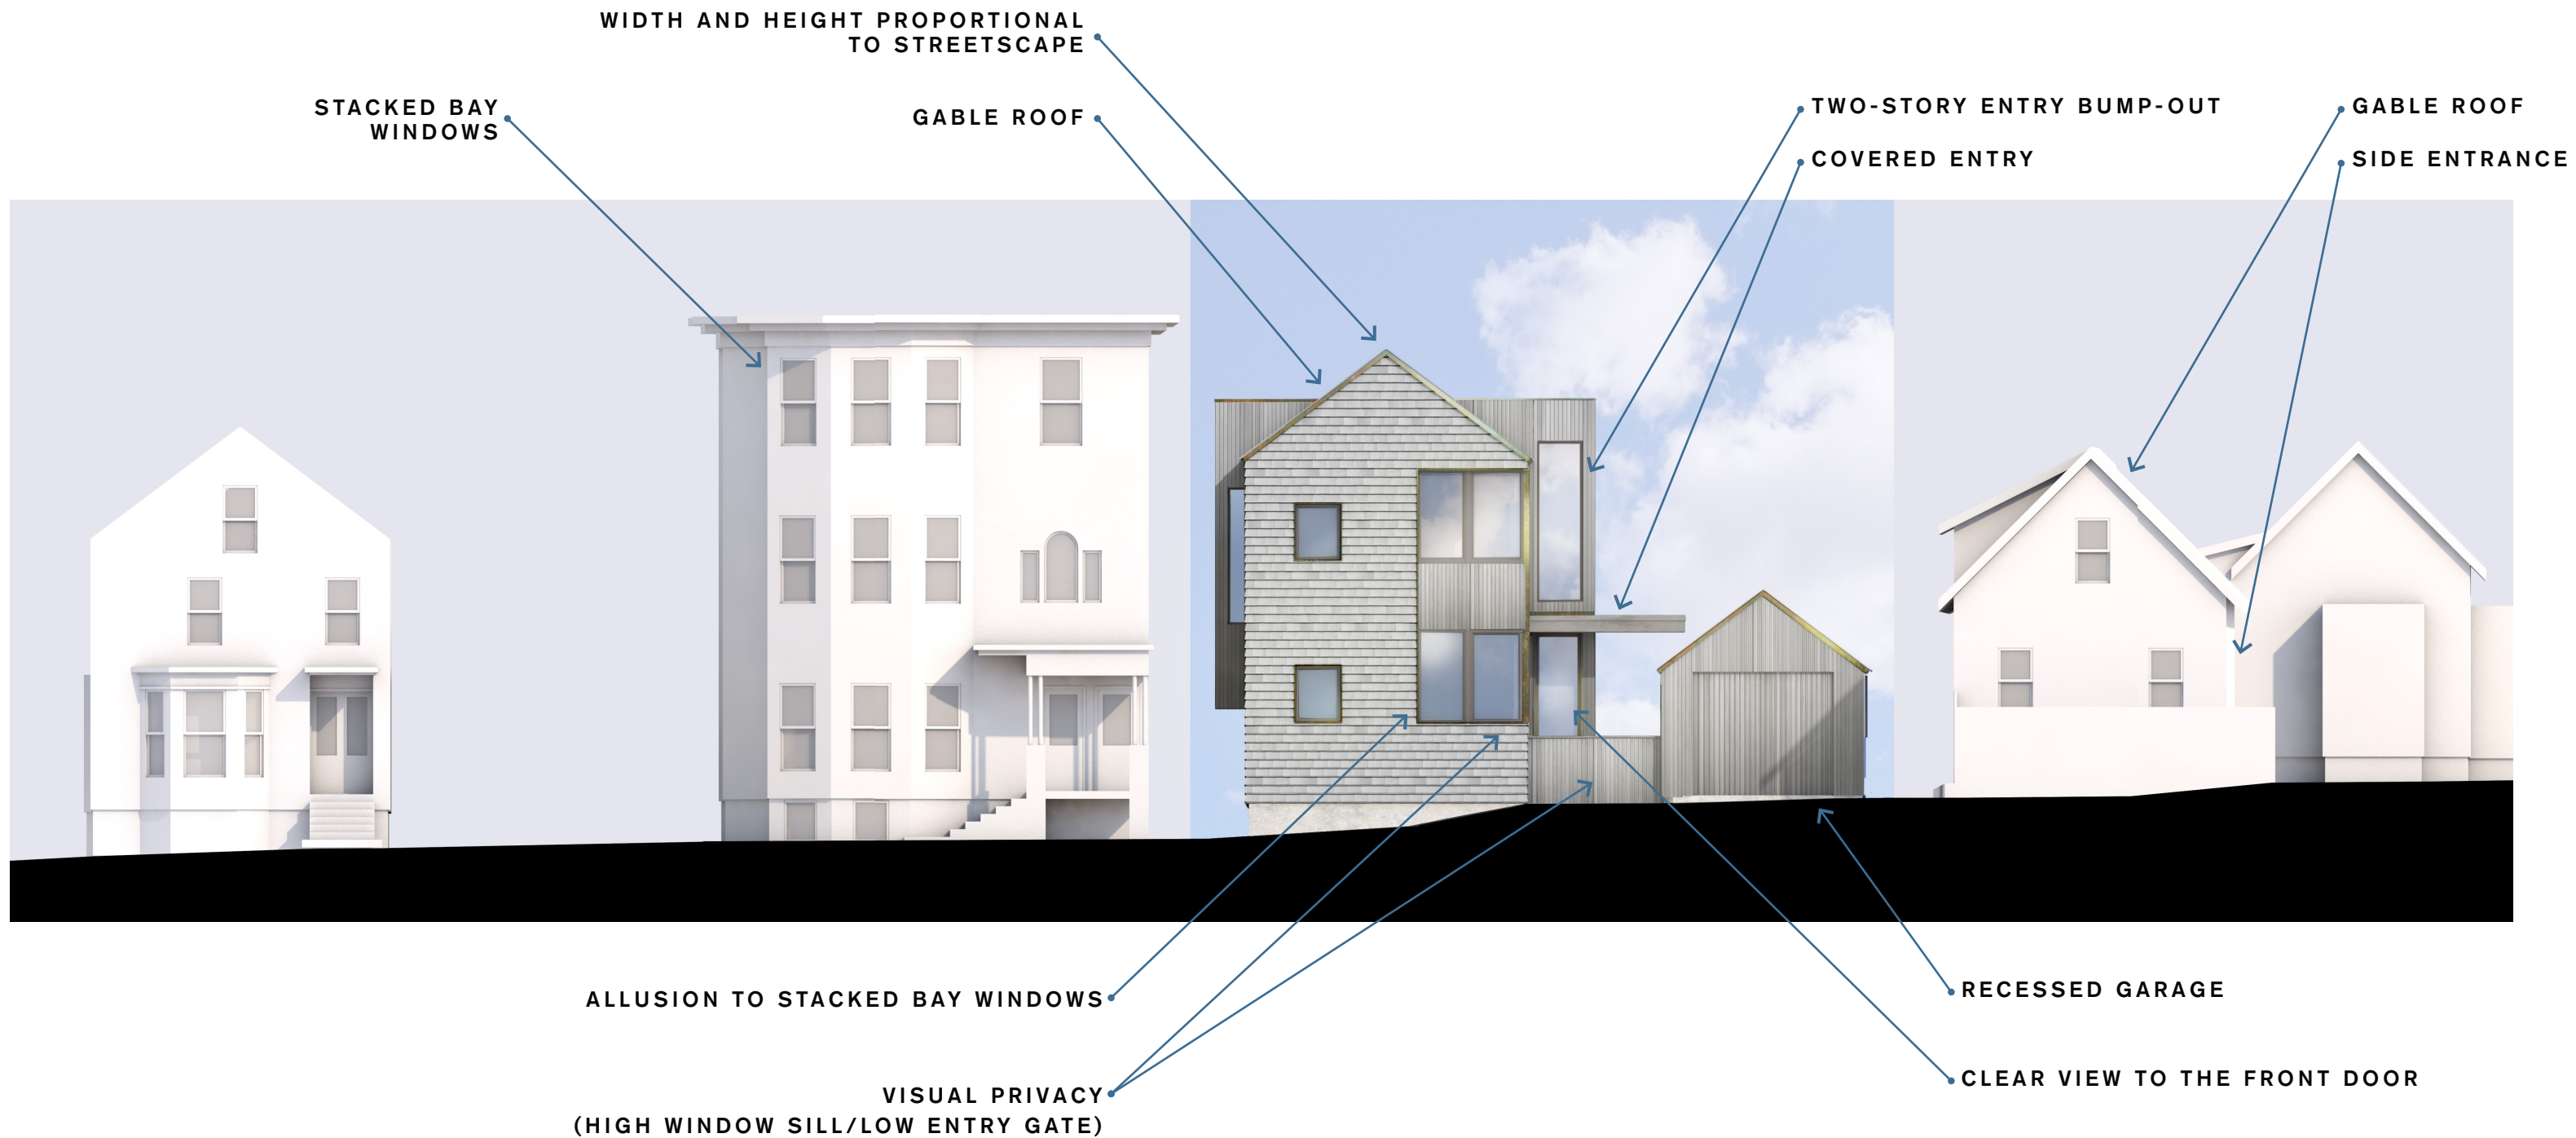 WIDTH AND HEIGHT PROPORTIONAL
TO STREETSCAPE
STACKED BAY
WINDOWS
GABLE ROOF
TWO-STORY ENTRY BUMP-OUT
COVERED ENTRY
GABLE ROOF
SIDE ENTRANCE
ALLUSION TO STACKED BAY WINDOWS
VISUAL PRIVACY
(HIGH WINDOW SILL/LOW ENTRY GATE)
RECESSED GARAGE
CLEAR VIEW TO THE FRONT DOOR